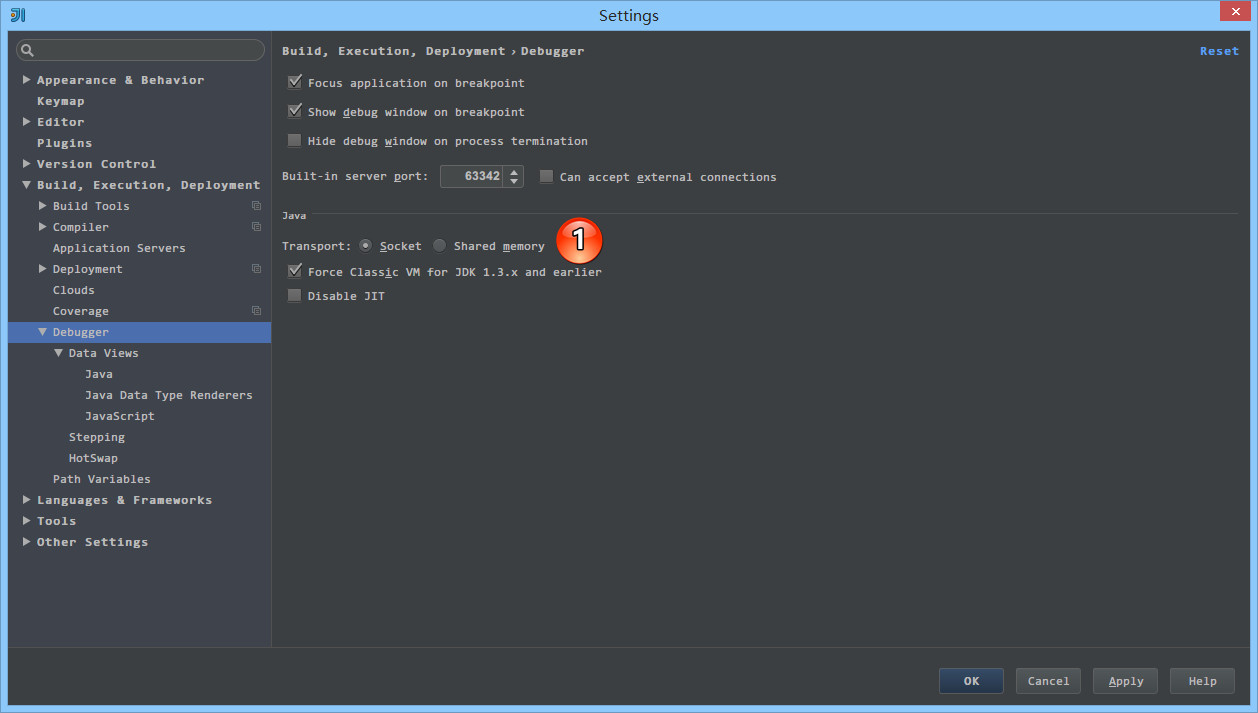 Settings
Appearance & Behavior
Keymap
Editor
Plugins
Version Control
Build, Execution, Deployment
Build Tools
Compiler
Application Servers
Deployment
Clouds
Coverage
Debugger
Data Views
Java
Java Data Type Renderers
JavaScript
Stepping
HotSwap
Path Variables
Languages & Frameworks
Tools
Other Settings
Build, Execution, Deployment › Debugger
Reset
Focus application on breakpoint
Show debug window on breakpoint
Hide debug window on process termination
Built-in server port: 63342 Can accept external connections
Java
Transport: Socket Shared memory 1
Force Classic VM for JDK 1.3.x and earlier
Disable JIT
OK Cancel Apply Help